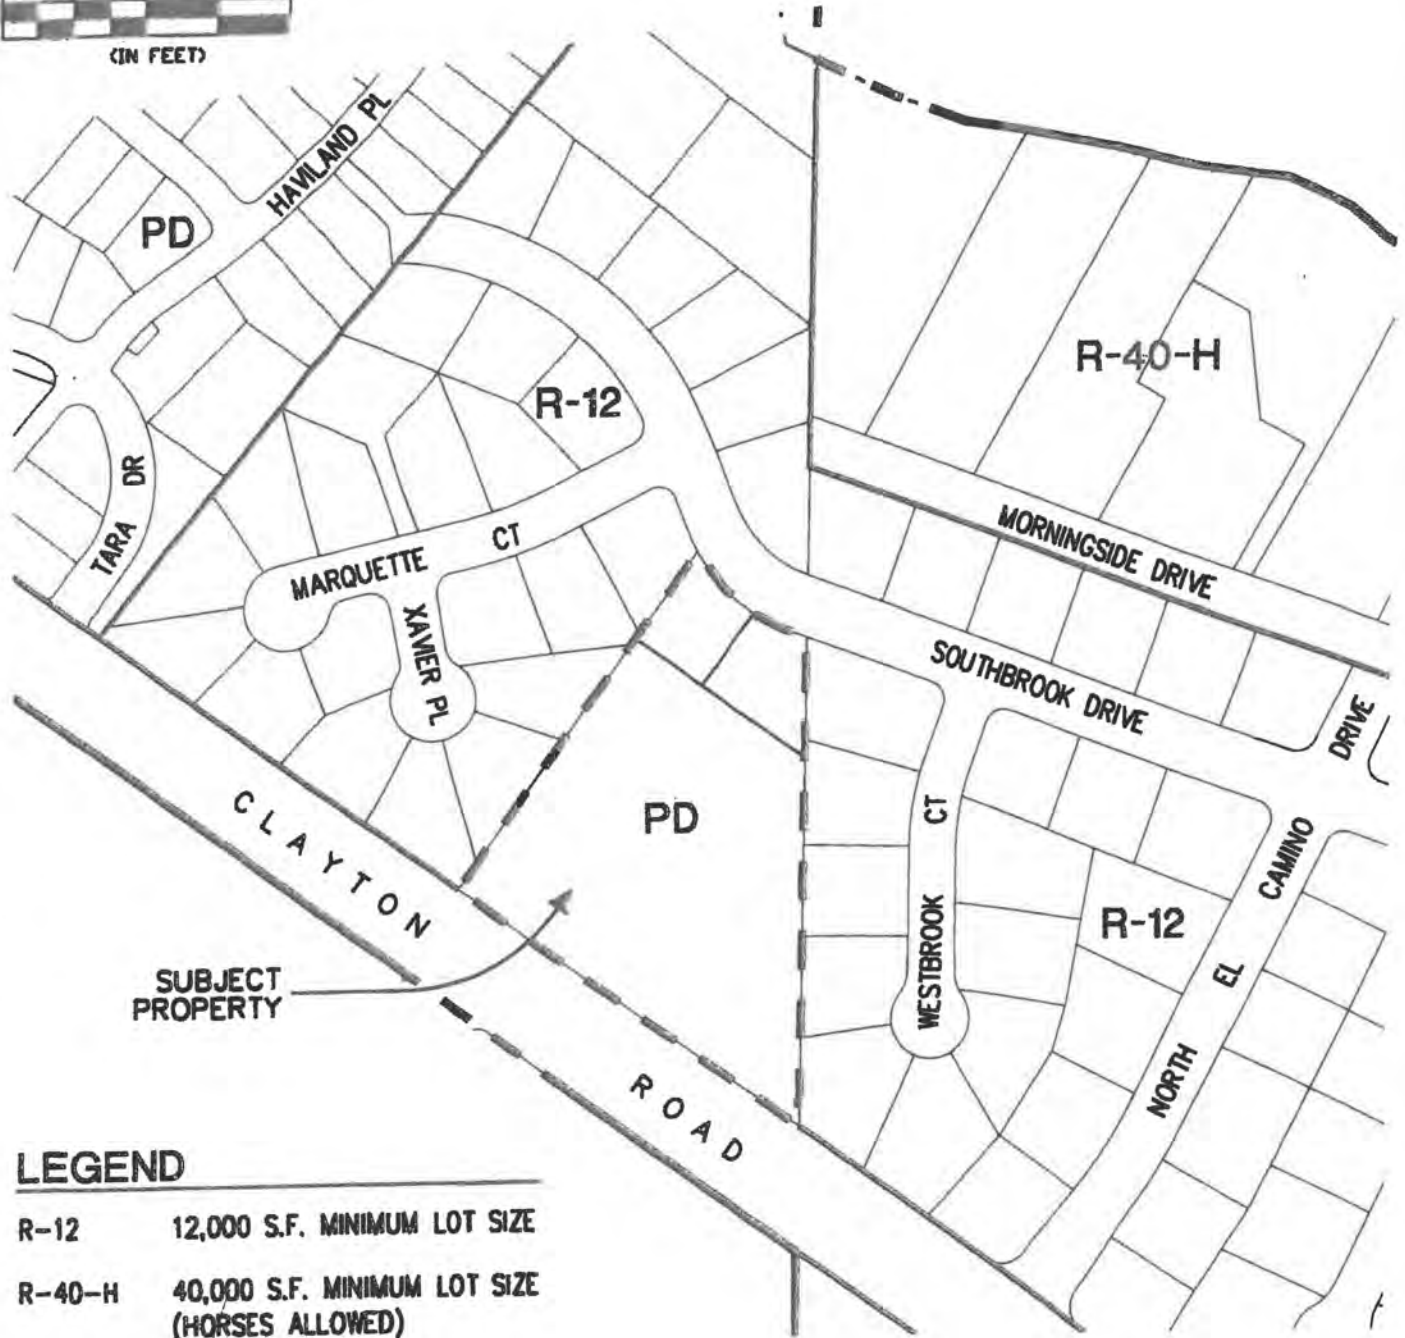 (IN FEET)
HAVILAND PL
PD
R-40-H
R-12
TARA DR
MORNINGSIDE DRIVE
MARQUETTE CT
XAVIER PL
SOUTHBROOK DRIVE
DRIVE
PD
CLAYTON ROAD
WESTBROOK CT
NORTH EL CAMINO
R-12
SUBJECT
PROPERTY
LEGEND
R-12 12,000 S.F. MINIMUM LOT SIZE
R-40-H 40,000 S.F. MINIMUM LOT SIZE
(HORSES ALLOWED)